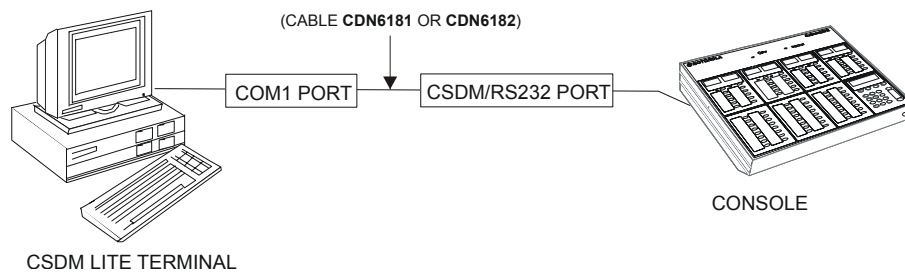 (CABLE CDN6181 OR CDN6182)
COM1 PORT
CSDM/RS232 PORT
CONSOLE
CSDM LITE TERMINAL